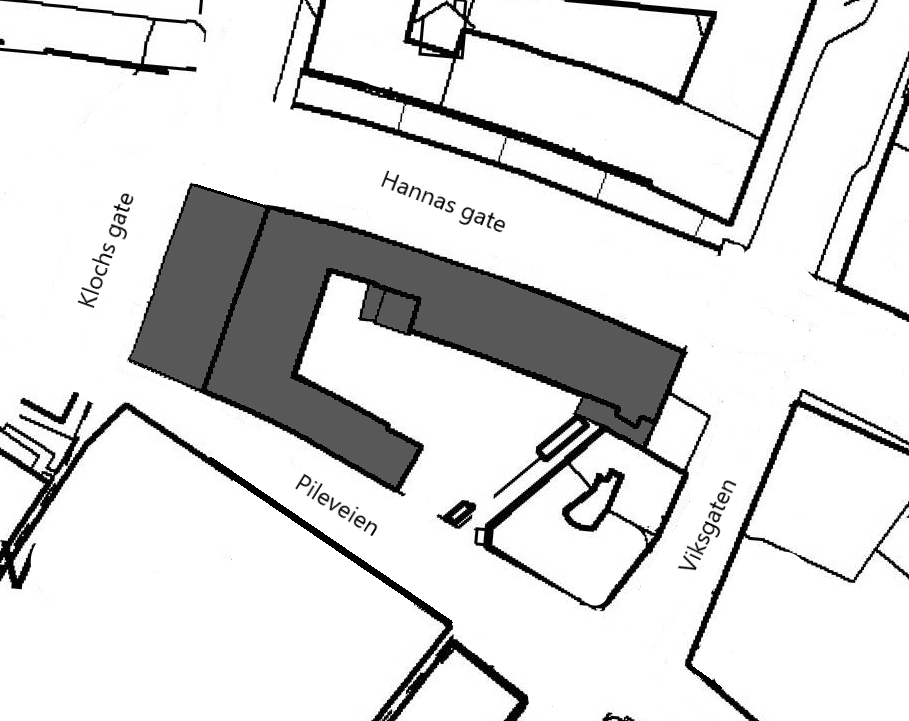 Hannas gate
Klochs gate
Pileveien
Viksgaten